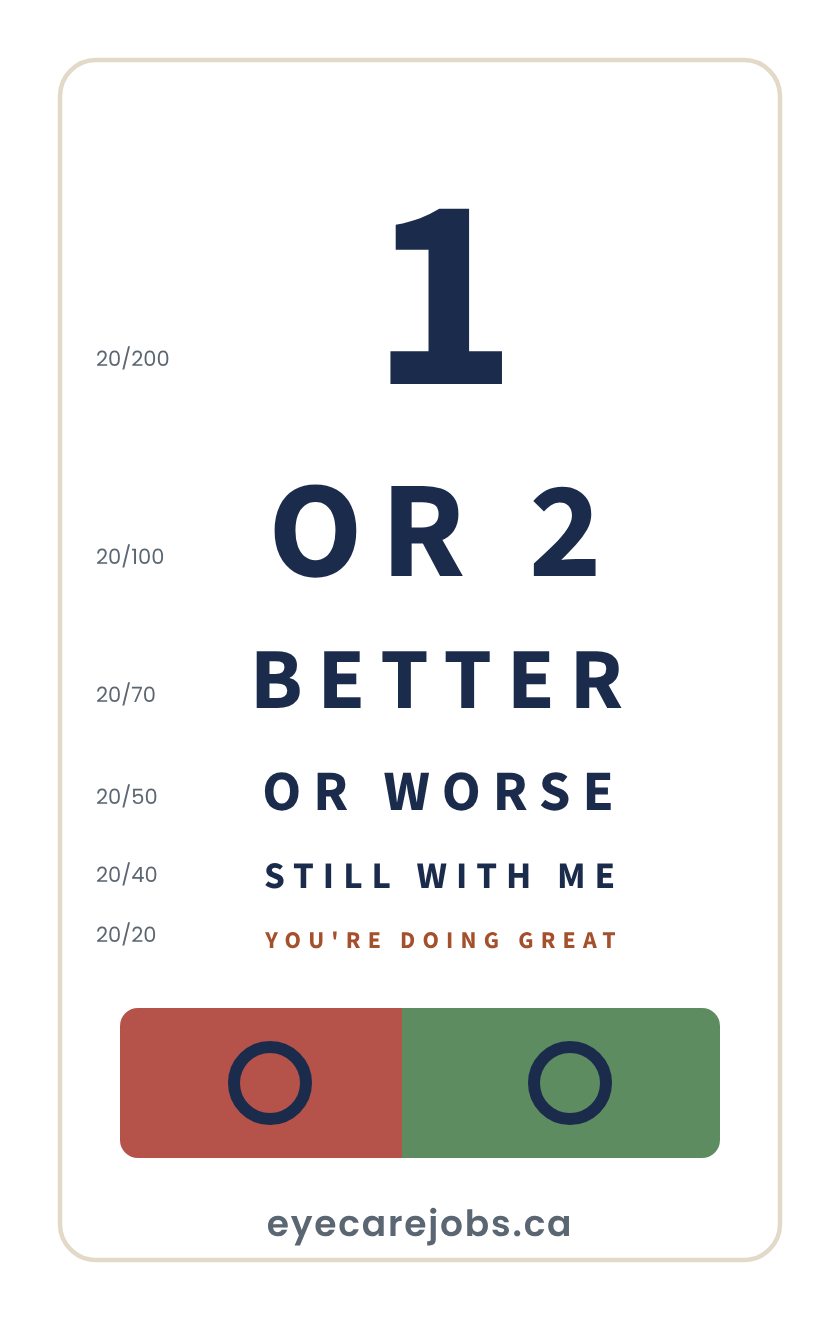 1
20/200
OR 2
20/100
BETTER
20/70
OR WORSE
20/50
STILL WITH ME
20/40
YOU'RE DOING GREAT
20/20
eyecarejobs.ca